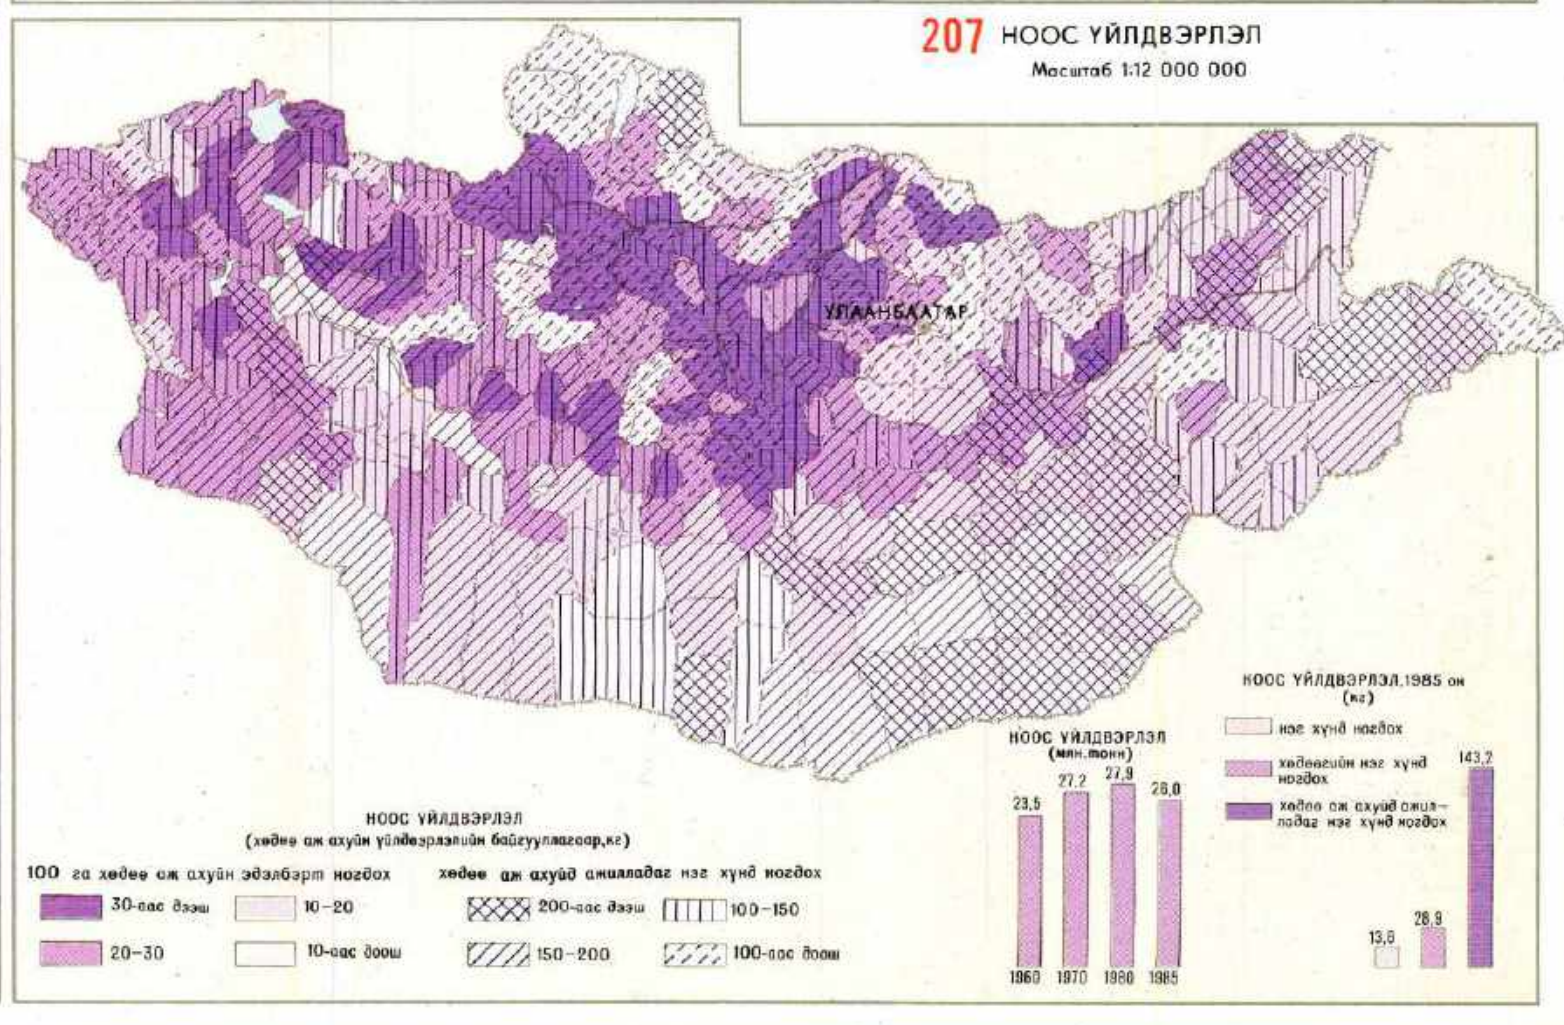 207 НООС ҮЙЛДВЭРЛЭЛ
Масштаб 1:12 000 000
УЛААНБААТАР
НООС ҮЙЛДВЭРЛЭЛ, 1985 он
(кг)
нэг хүнд ногдох
хөдөөгийн нэг хүнд
ногдох
хөдөө аж ахуйд ажил-
ладаг нэг хүнд ногдох
143,2
28,9
13,6
НООС ҮЙЛДВЭРЛЭЛ
(млн.тонн)
23,5
27,2
27,9
26,0
1960 1970 1980 1985
НООС ҮЙЛДВЭРЛЭЛ
(хөдөө аж ахуйн үйлдвэрлэлийн байгууллагаар,кг)
100 га хөдөө аж ахуйн эдэлбэрт ногдох
30-аас дээш
10-20
20-30
10-аас доош
хөдөө аж ахуйд ажилладаг нэг хүнд ногдох
200-аас дээш
100-150
150-200
100-аас доош